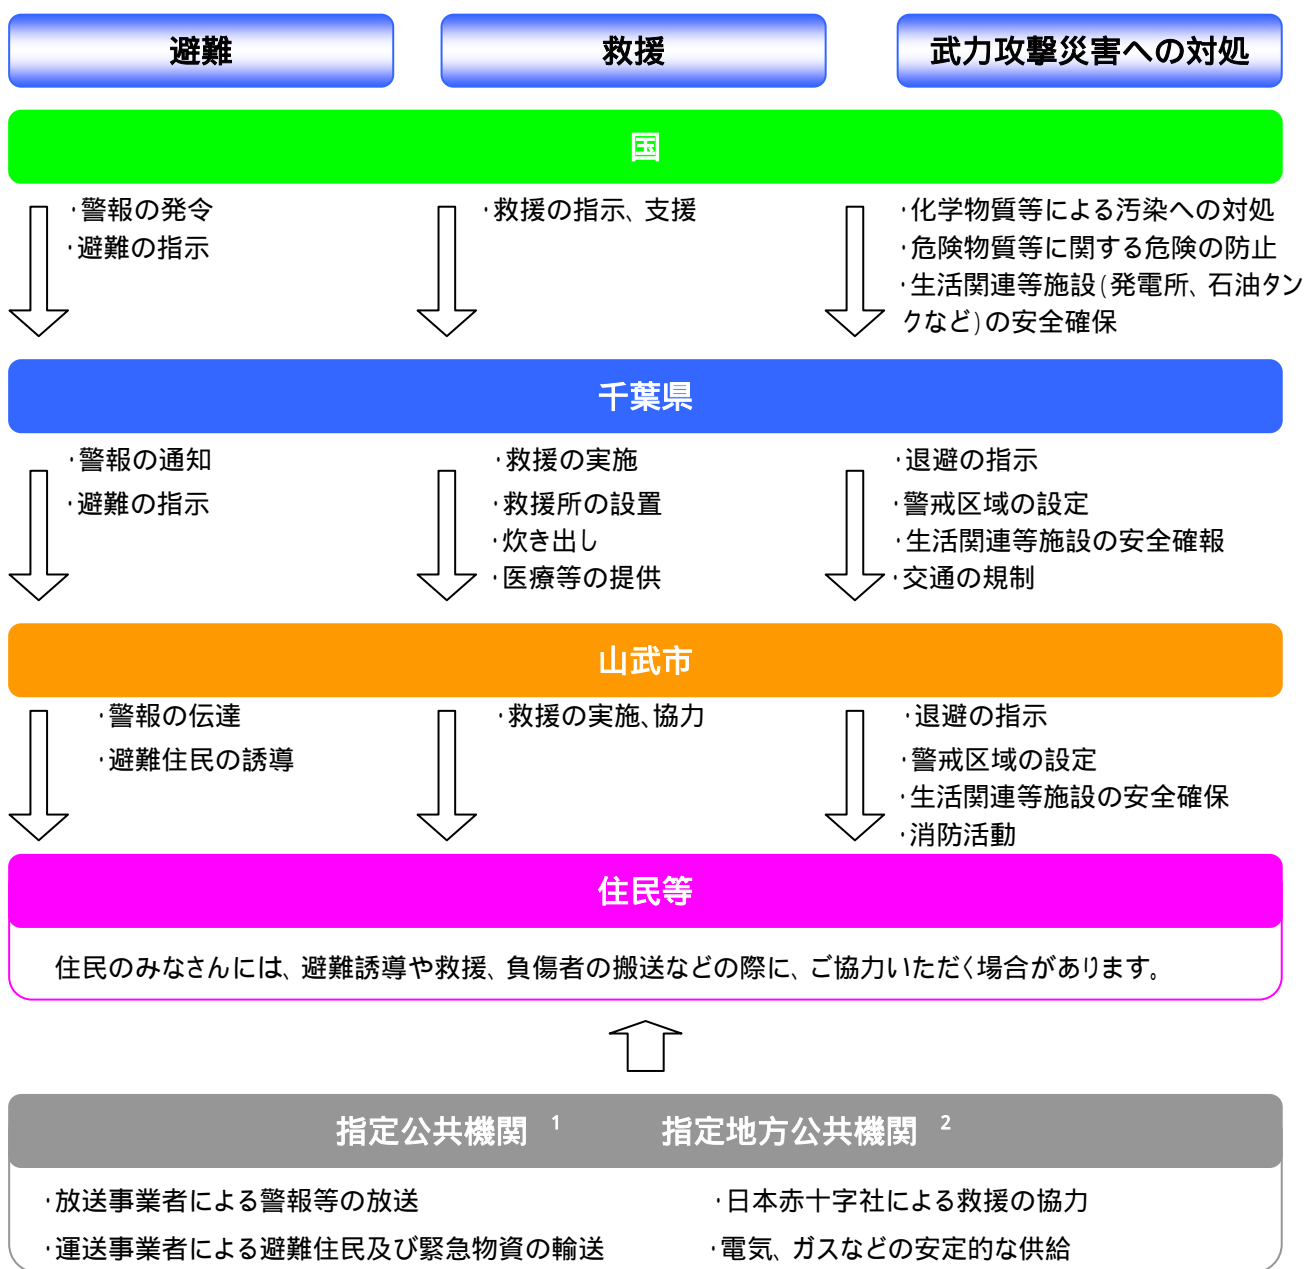 避難
救援
武力攻撃災害への対処
国
・警報の発令
・避難の指示
・救援の指示、支援
・化学物質等による汚染への対処
・危険物質等に関する危険の防止
・生活関連等施設(発電所、石油タン
クなど)の安全確保
千葉県
・警報の通知
・避難の指示
・救援の実施
・救援所の設置
・炊き出し
・医療等の提供
・退避の指示
・警戒区域の設定
・生活関連等施設の安全確報
・交通の規制
山武市
・警報の伝達
・避難住民の誘導
・救援の実施、協力
・退避の指示
・警戒区域の設定
・生活関連等施設の安全確保
・消防活動
住民等
住民のみなさんには、避難誘導や救援、負傷者の搬送などの際に、ご協力いただく場合があります。
指定公共機関 1 指定地方公共機関 2
・放送事業者による警報等の放送
・日本赤十字社による救援の協力
・運送事業者による避難住民及び緊急物資の輸送
・電気、ガスなどの安定的な供給